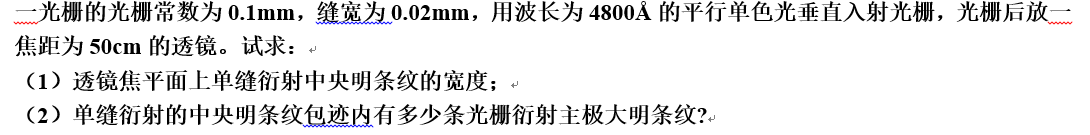 一光栅的光栅常数为 0.1mm，缝宽为 0.02mm，用波长为 4800Å 的平行单色光垂直入射光栅，光栅后放一
焦距为 50cm 的透镜。试求：
（1）透镜焦平面上单缝衍射中央明条纹的宽度；
（2）单缝衍射的中央明条纹包迹内有多少条光栅衍射主极大明条纹?